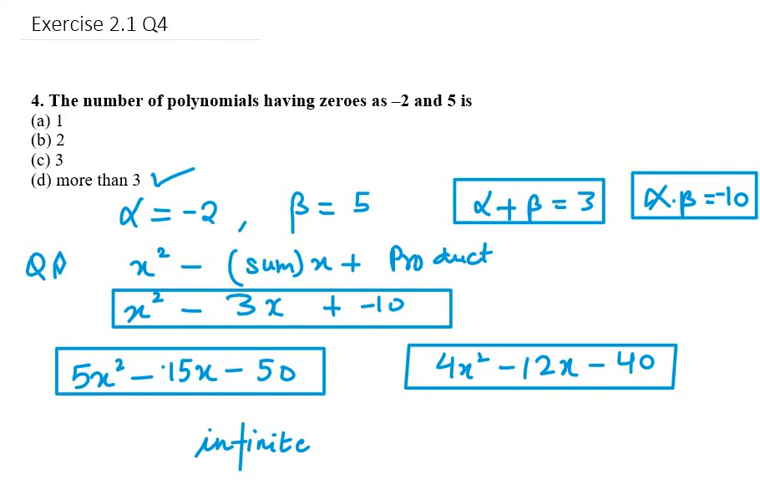 Exercise 2.1 Q4
4. The number of polynomials having zeroes as –2 and 5 is
(a) 1
(b) 2
(c) 3
(d) more than 3 ✓
α = -2 , β = 5
α + β = 3
α·β = -10
QP x² - (sum)x + Product
x² - 3x + -10
5x² - 15x - 50
4x² - 12x - 40
infinite